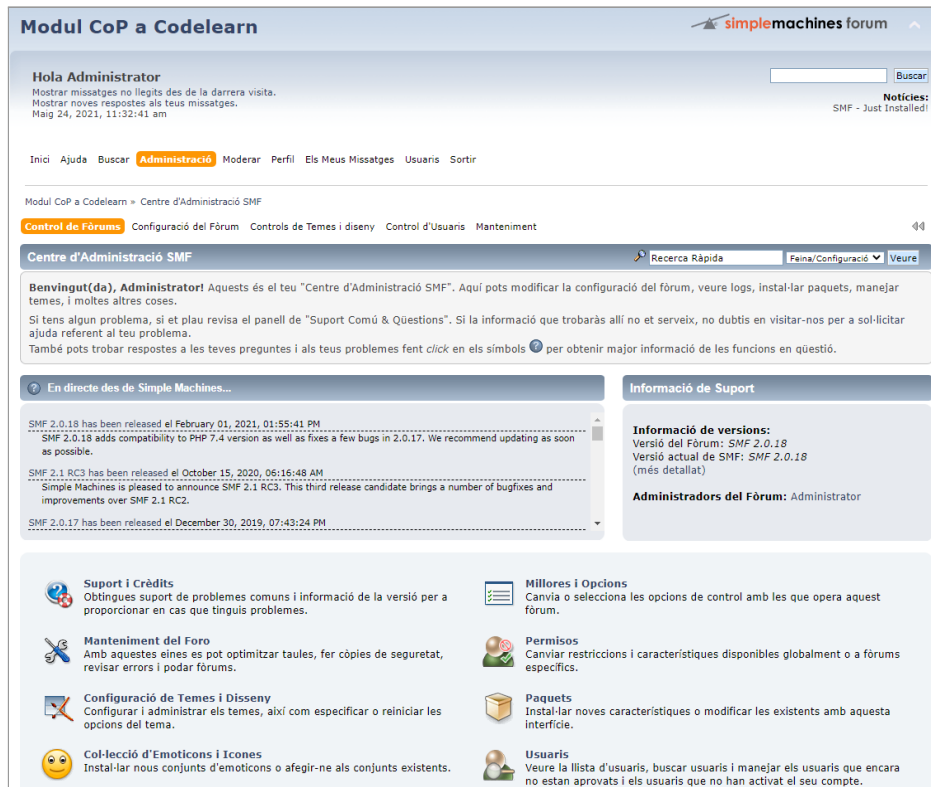 Modul CoP a Codelearn
simplemachines forum
Hola Administrator
Mostrar missatges no llegits des de la darrera visita.
Mostrar noves respostes als teus missatges.
Maig 24, 2021, 11:32:41 am
Buscar
Notícies:
SMF - Just Installed!
Inici Ajuda Buscar Administració Moderar Perfil Els Meus Missatges Usuaris Sortir
Modul CoP a Codelearn » Centre d'Administració SMF
Control de Fòrums Configuració del Fòrum Controls de Temes i diseny Control d'Usuaris Manteniment
Centre d'Administració SMF
Recerca Ràpida Feina/Configuració Veure
Benvingut(da), Administrator! Aquests és el teu "Centre d'Administració SMF". Aquí pots modificar la configuració del fòrum, veure logs, instal·lar paquets, manejar
temes, i moltes altres coses.
Si tens algun problema, si et plau revisa el panell de "Suport Comú & Qüestions". Si la informació que trobaràs allí no et serveix, no dubtis en visitar-nos per a sol·licitar
ajuda referent al teu problema.
També pots trobar respostes a les teves preguntes i als teus problemes fent click en els símbols ? per obtenir major informació de les funcions en qüestió.
? En directe des de Simple Machines...
SMF 2.0.18 has been released el February 01, 2021, 01:55:41 PM
SMF 2.0.18 adds compatibility to PHP 7.4 version as well as fixes a few bugs in 2.0.17. We recommend updating as soon
as possible.
SMF 2.1 RC3 has been released el October 15, 2020, 06:16:48 AM
Simple Machines is pleased to announce SMF 2.1 RC3. This third release candidate brings a number of bugfixes and
improvements over SMF 2.1 RC2.
SMF 2.0.17 has been released el December 30, 2019, 07:43:24 PM
Informació de Suport
Informació de versions:
Versió del Fòrum: SMF 2.0.18
Versió actual de SMF: SMF 2.0.18
(més detallat)
Administradors del Fòrum: Administrator
Suport i Crèdits
Obtingues suport de problemes comuns i informació de la versió per a
proporcionar en cas que tinguis problemes.
Millores i Opcions
Canvia o selecciona les opcions de control amb les que opera aquest
fòrum.
Manteniment del Foro
Amb aquestes eines es pot optimitzar taules, fer còpies de seguretat,
revisar errors i podar fòrums.
Permisos
Canviar restriccions i característiques disponibles globalment o a fòrums
específics.
Configuració de Temes i Disseny
Configurar i administrar els temes, així com especificar o reiniciar les
opcions del tema.
Paquets
Instal·lar noves característiques o modificar les existents amb aquesta
interfície.
Col·lecció d'Emoticons i Icones
Instal·lar nous conjunts d'emoticons o afegir-ne als conjunts existents.
Usuaris
Veure la llista d'usuaris, buscar usuaris i manejar els usuaris que encara
no estan aprovats i els usuaris que no han activat el seu compte.